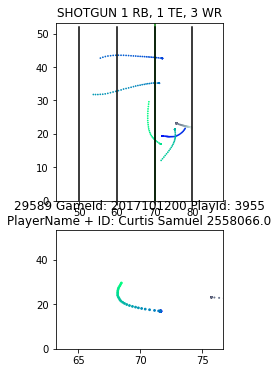 SHOTGUN 1 RB, 1 TE, 3 WR
50
40
30
20
10
0
50 60 70 80
29589 GameId: 2017101200 PlayId: 3955
PlayerName + ID: Curtis Samuel 2558066.0
40
20
0
65 70 75